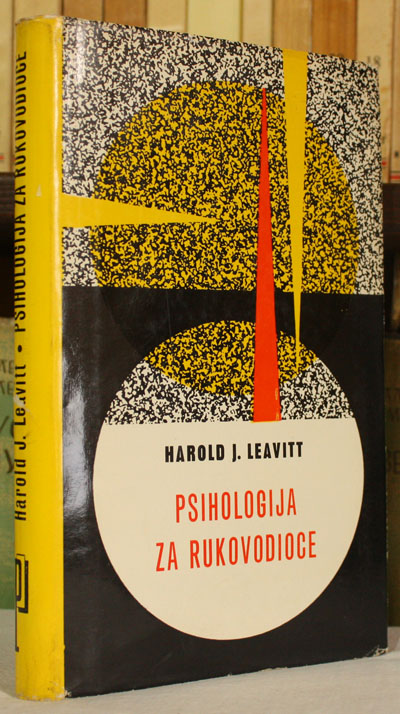 Harold J. Leavitt • PSIHOLOGIJA ZA RUKOVODIOCE
HAROLD J. LEAVITT
PSIHOLOGIJA
ZA RUKOVODIOCE